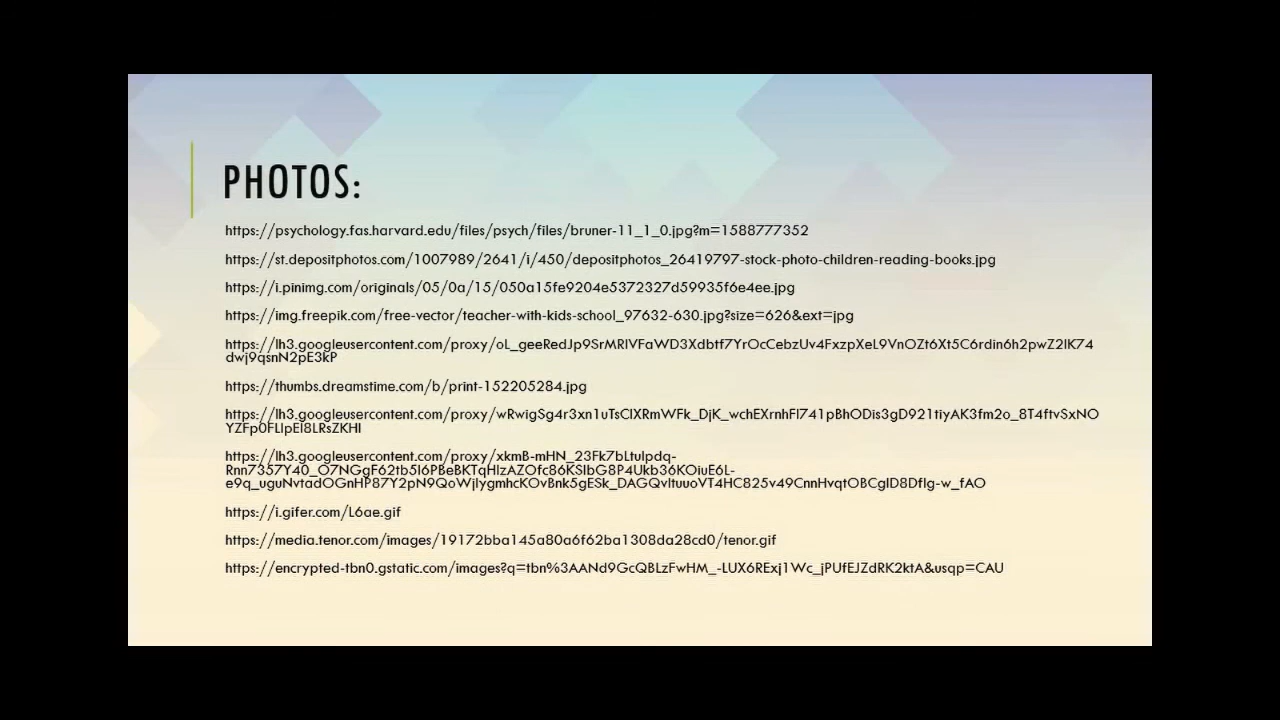 PHOTOS:
https://psychology.fas.harvard.edu/files/psych/files/bruner-11_1_0.jpg?m=1588777352
https://st.depositphotos.com/1007989/2641/i/450/depositphotos_26419797-stock-photo-children-reading-books.jpg
https://i.pinimg.com/originals/05/0a/15/050a15fe9204e5372327d59935f6e4ee.jpg
https://img.freepik.com/free-vector/teacher-with-kids-school_97632-630.jpg?size=626&ext=jpg
https://lh3.googleusercontent.com/proxy/oL_geeRedJp9SrMRIVFaWD3Xdbtf7YrOcCebzUv4FxzpXeL9VnOZt6Xt5C6rdin6h2pwZ2IK74
dwj9qsnN2pE3kP
https://thumbs.dreamstime.com/b/print-152205284.jpg
https://lh3.googleusercontent.com/proxy/wRwigSg4r3xn1uTsCIXRmWFk_DjK_wchEXrnhFl741pBhODis3gD921tiyAK3fm2o_8T4ftvSxNO
YZFp0FLIpEl8LRsZKHI
https://lh3.googleusercontent.com/proxy/xkmB-mHN_23Fk7bLtulpdq-
Rnn7357Y40_O7NGgF62tb5I6PBeBKTqHIzAZOfc86KSIbG8P4Ukb36KOiuE6L-
e9q_uguNvtadOGnHP87Y2pN9QoWjlygmhcKOvBnk5gESk_DAGQvItuuoVT4HC825v49CnnHvqtOBCgID8Dflg-w_fAO
https://i.gifer.com/L6ae.gif
https://media.tenor.com/images/19172bba145a80a6f62ba1308da28cd0/tenor.gif
https://encrypted-tbn0.gstatic.com/images?q=tbn%3AANd9GcQBLzFwHM_-LUX6RExj1Wc_jPUfEJZdRK2ktA&usqp=CAU